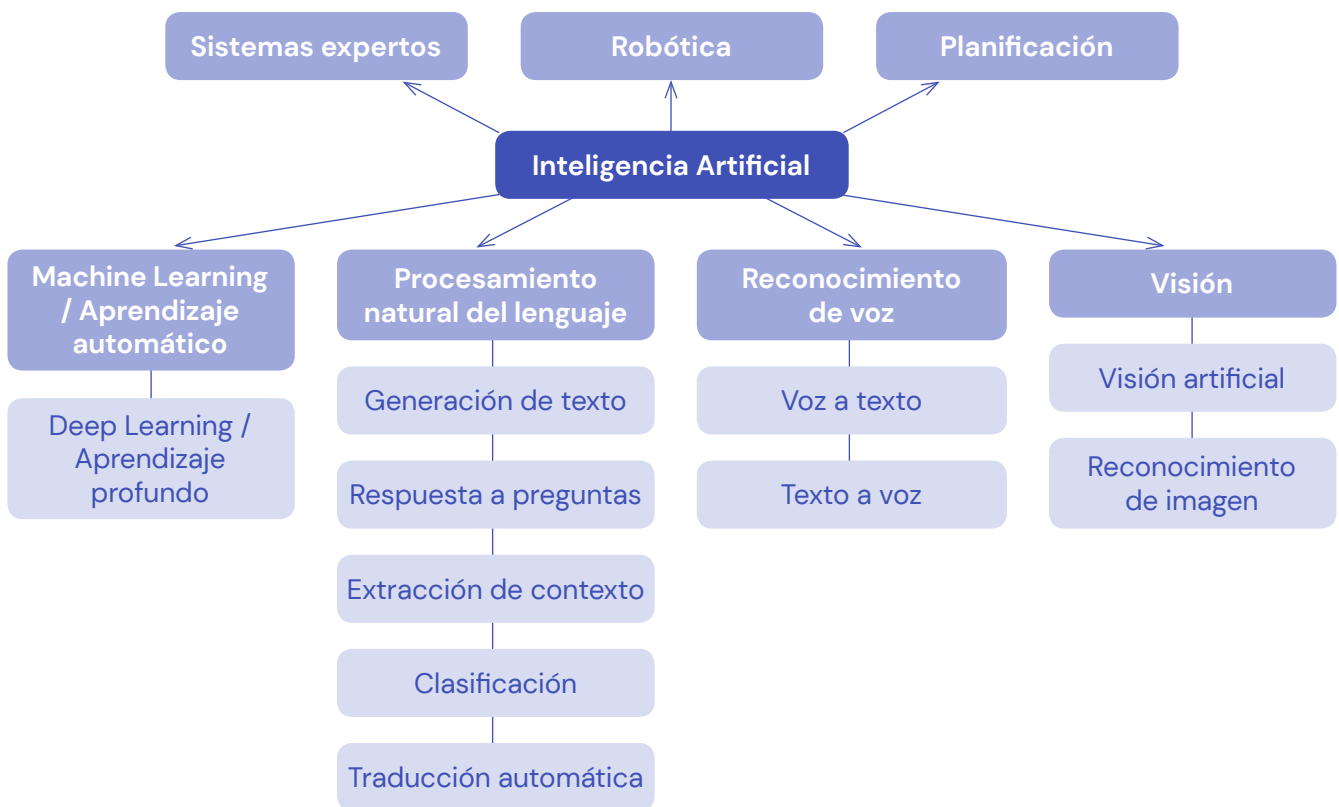 Sistemas expertos
Robótica
Planificación
Inteligencia Artificial
Machine Learning
/ Aprendizaje
automático
Deep Learning /
Aprendizaje
profundo
Procesamiento
natural del lenguaje
Generación de texto
Respuesta a preguntas
Extracción de contexto
Clasificación
Traducción automática
Reconocimiento
de voz
Voz a texto
Texto a voz
Visión
Visión artificial
Reconocimiento
de imagen